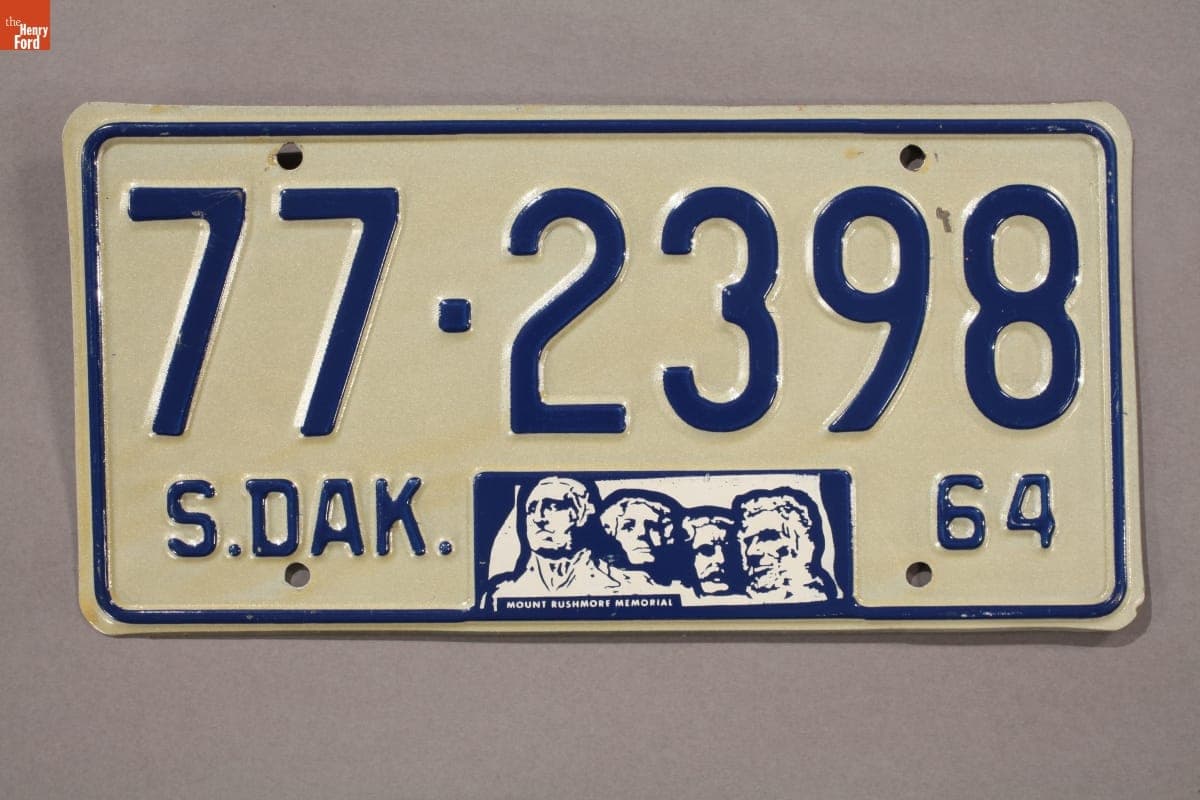 the
Henry
Ford
77·2398
S.DAK.
64
MOUNT RUSHMORE MEMORIAL